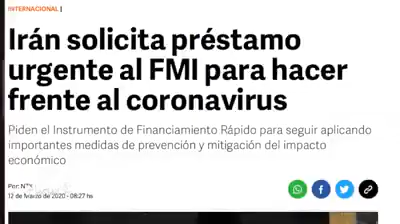 INTERNACIONAL |
Irán solicita préstamo
urgente al FMI para hacer
frente al coronavirus
Piden el Instrumento de Financiamiento Rápido para seguir aplicando
importantes medidas de prevención y mitigación del impacto
económico
Por:
12 de Marzo de 2020 - 08:27 hs